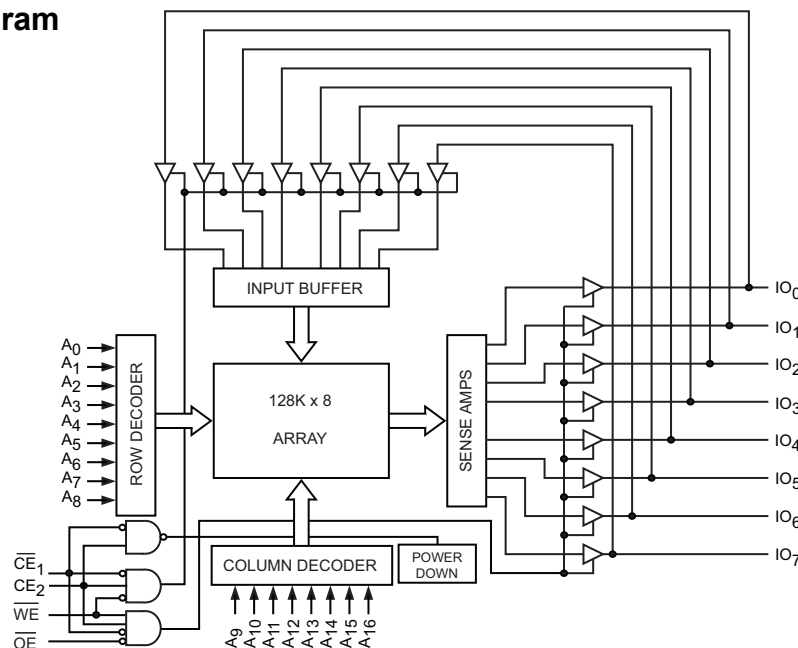 ram
INPUT BUFFER
128K x 8
ARRAY
ROW DECODER
SENSE AMPS
COLUMN DECODER
POWER
DOWN
A0
A1
A2
A3
A4
A5
A6
A7
A8
CE1
CE2
WE
OE
A9
A10
A11
A12
A13
A14
A15
A16
IO0
IO1
IO2
IO3
IO4
IO5
IO6
IO7